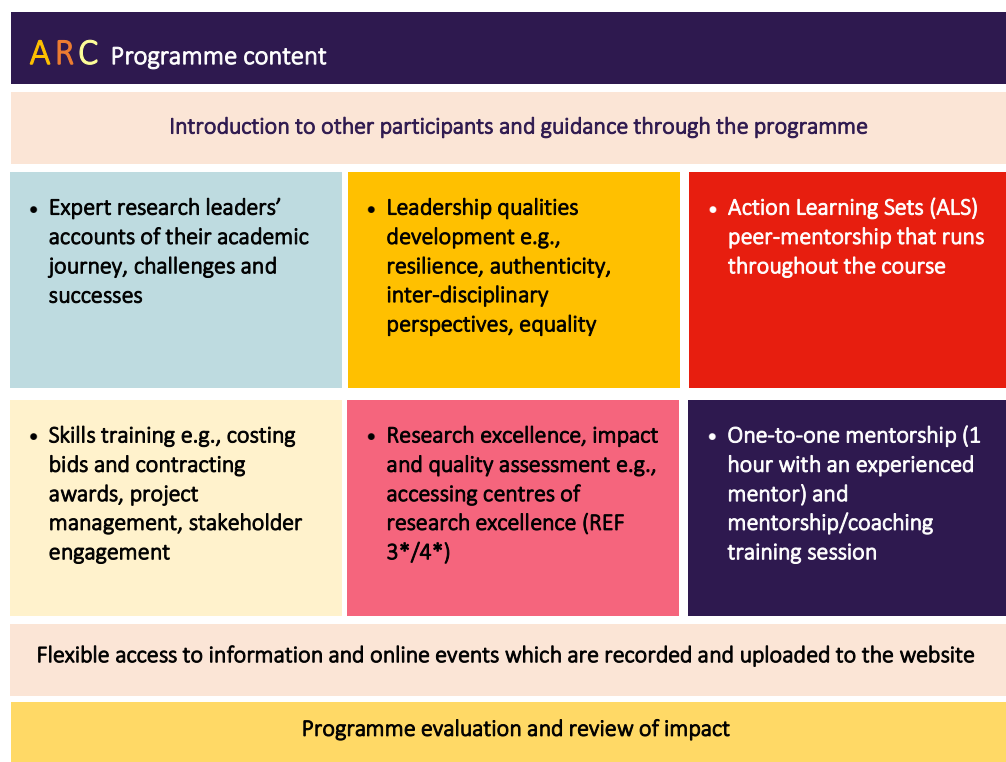 ARC Programme content
Introduction to other participants and guidance through the programme
• Expert research leaders’
accounts of their academic
journey, challenges and
successes
• Leadership qualities
development e.g.,
resilience, authenticity,
inter-disciplinary
perspectives, equality
• Action Learning Sets (ALS)
peer-mentorship that runs
throughout the course
• Skills training e.g., costing
bids and contracting
awards, project
management, stakeholder
engagement
• Research excellence, impact
and quality assessment e.g.,
accessing centres of
research excellence (REF
3*/4*)
• One-to-one mentorship (1
hour with an experienced
mentor) and
mentorship/coaching
training session
Flexible access to information and online events which are recorded and uploaded to the website
Programme evaluation and review of impact